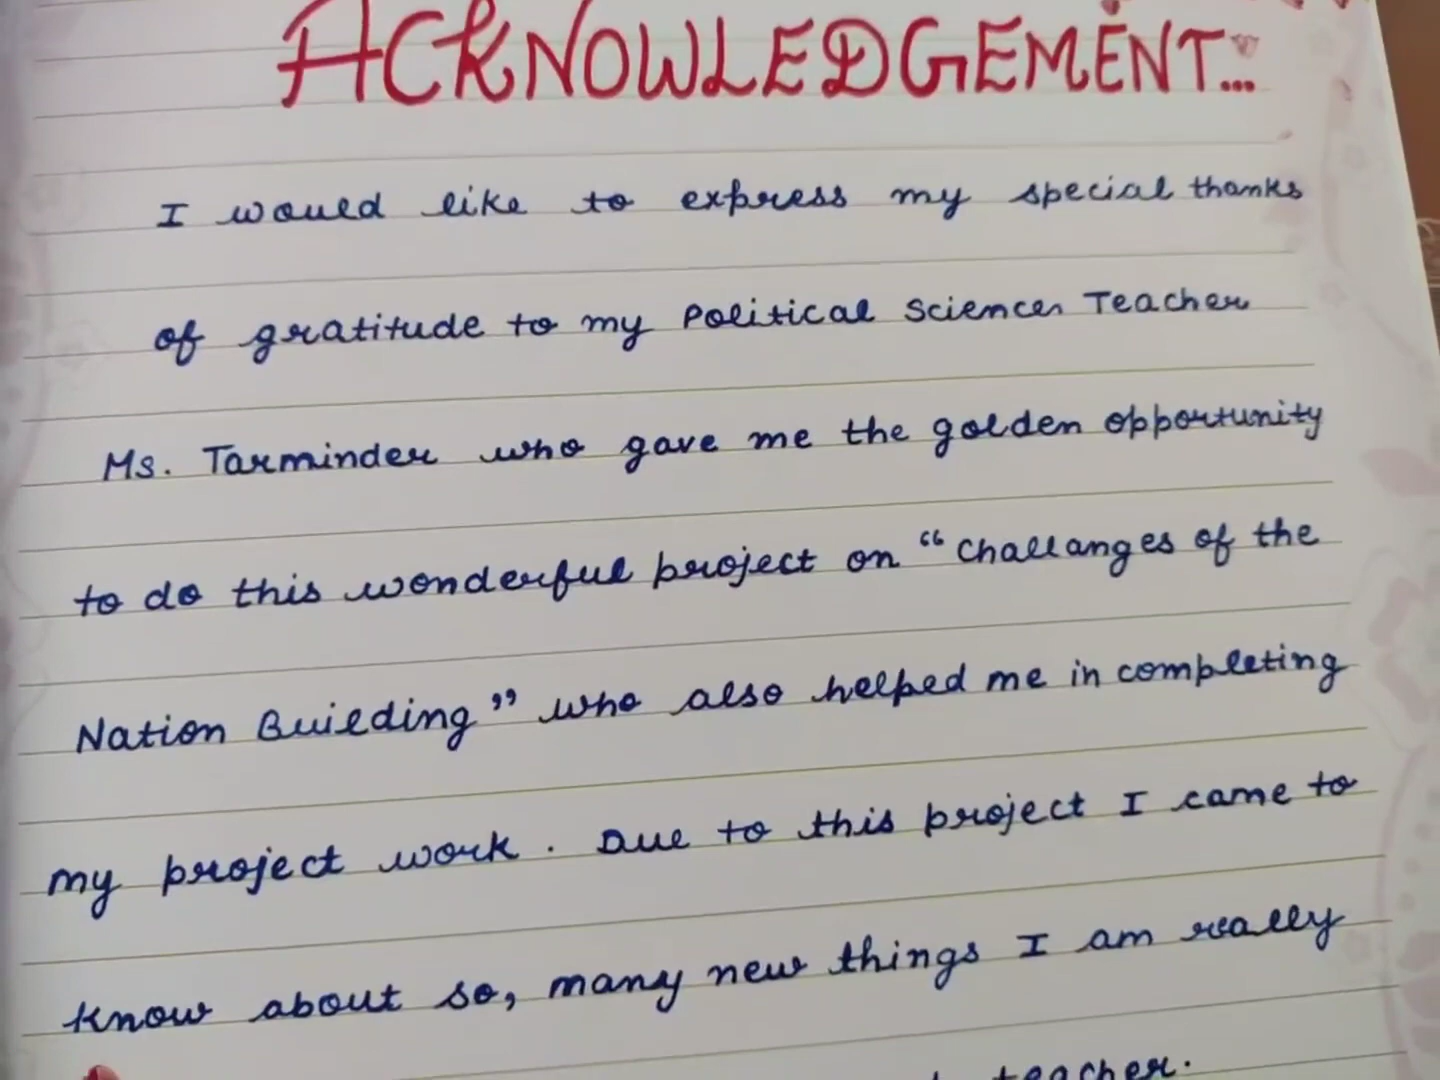 ACKNOWLEDGEMENT...
I would like to express my special thanks
of gratitude to my Political Science Teacher
Ms. Tarminder who gave me the golden opportunity
to do this wonderful project on "Challanges of the
Nation Building" who also helped me in completing
my project work. Due to this project I came to
know about so, many new things I am really
teacher.